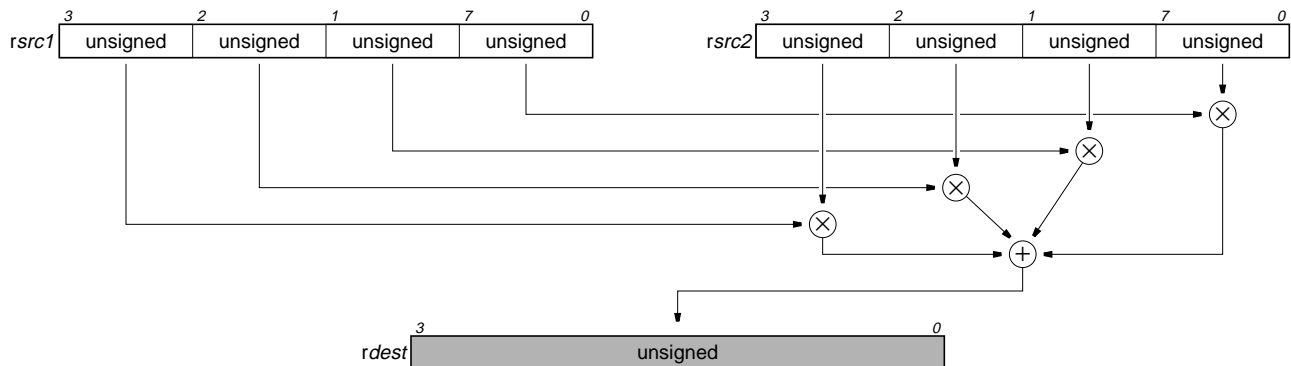 3 2 1 7 0 3 2 1 7 0
rsrc1 unsigned unsigned unsigned unsigned rsrc2 unsigned unsigned unsigned unsigned
× × × × +
3 0
rdest unsigned